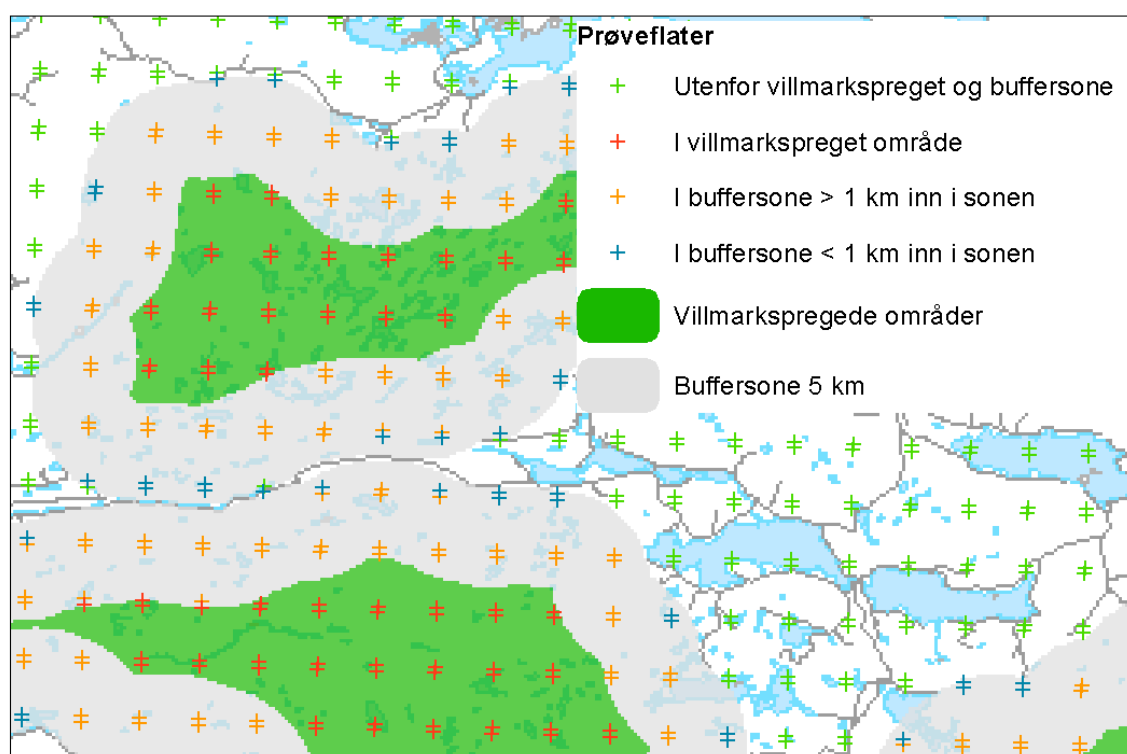 Prøveflater
Utenfor villmarkspreget og buffersone
I villmarkspreget område
I buffersone > 1 km inn i sonen
I buffersone < 1 km inn i sonen
Villmarkspregede områder
Buffersone 5 km